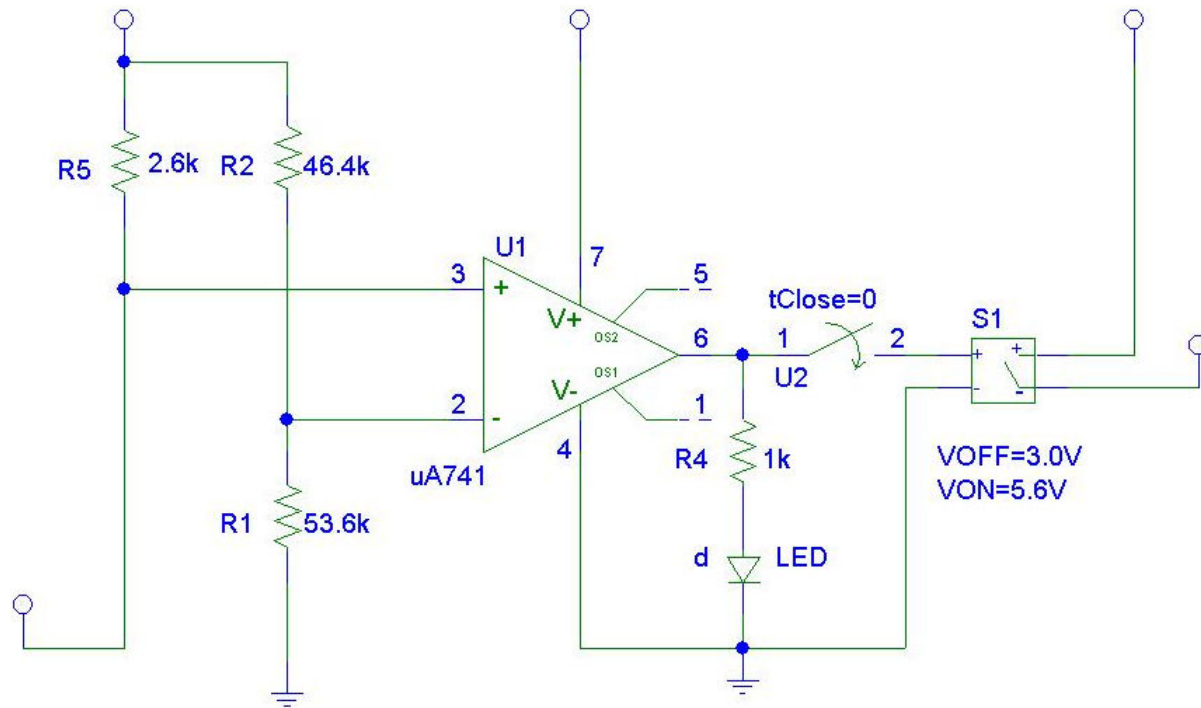 R5
2.6k
R2
46.4k
U1
3
+
7
5
V+
OS2
6
OS1
V-
2
-
1
4
uA741
tClose=0
1
2
U2
S1
+
+
-
-
R4
1k
VOFF=3.0V
VON=5.6V
R1
53.6k
d
LED